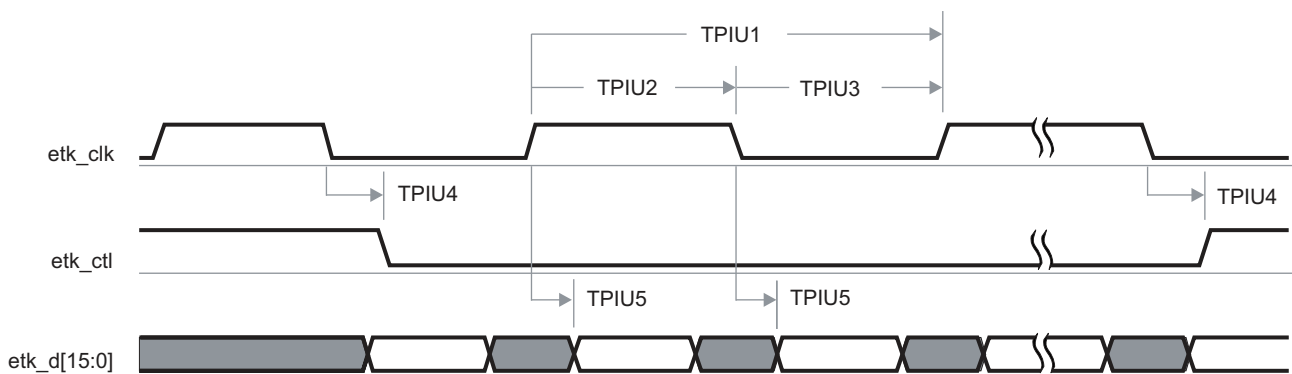 TPIU1
TPIU2 TPIU3
etk_clk
TPIU4 TPIU4
etk_ctl
TPIU5 TPIU5
etk_d[15:0]